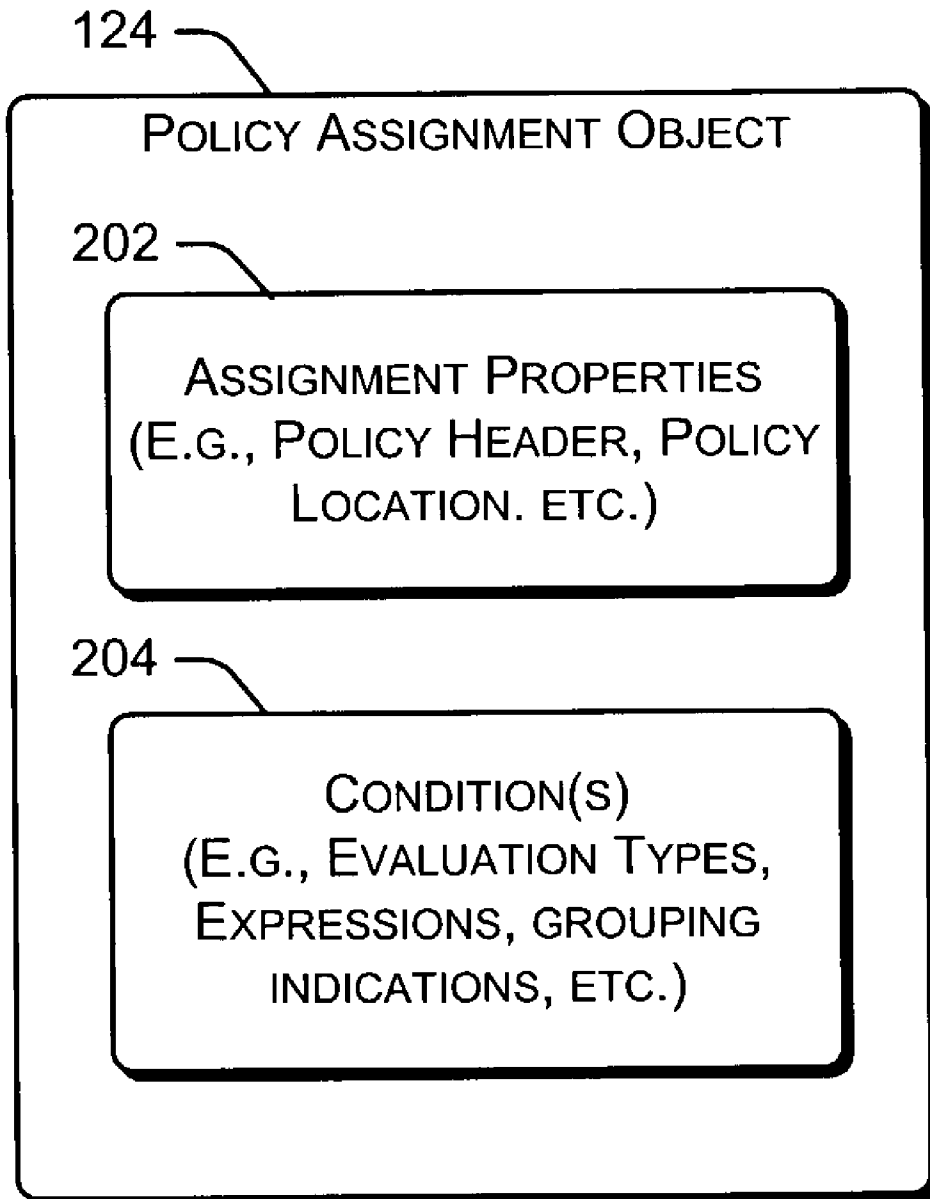 124
POLICY ASSIGNMENT OBJECT
202
ASSIGNMENT PROPERTIES
(E.G., POLICY HEADER, POLICY
LOCATION. ETC.)
204
CONDITION(S)
(E.G., EVALUATION TYPES,
EXPRESSIONS, GROUPING
INDICATIONS, ETC.)